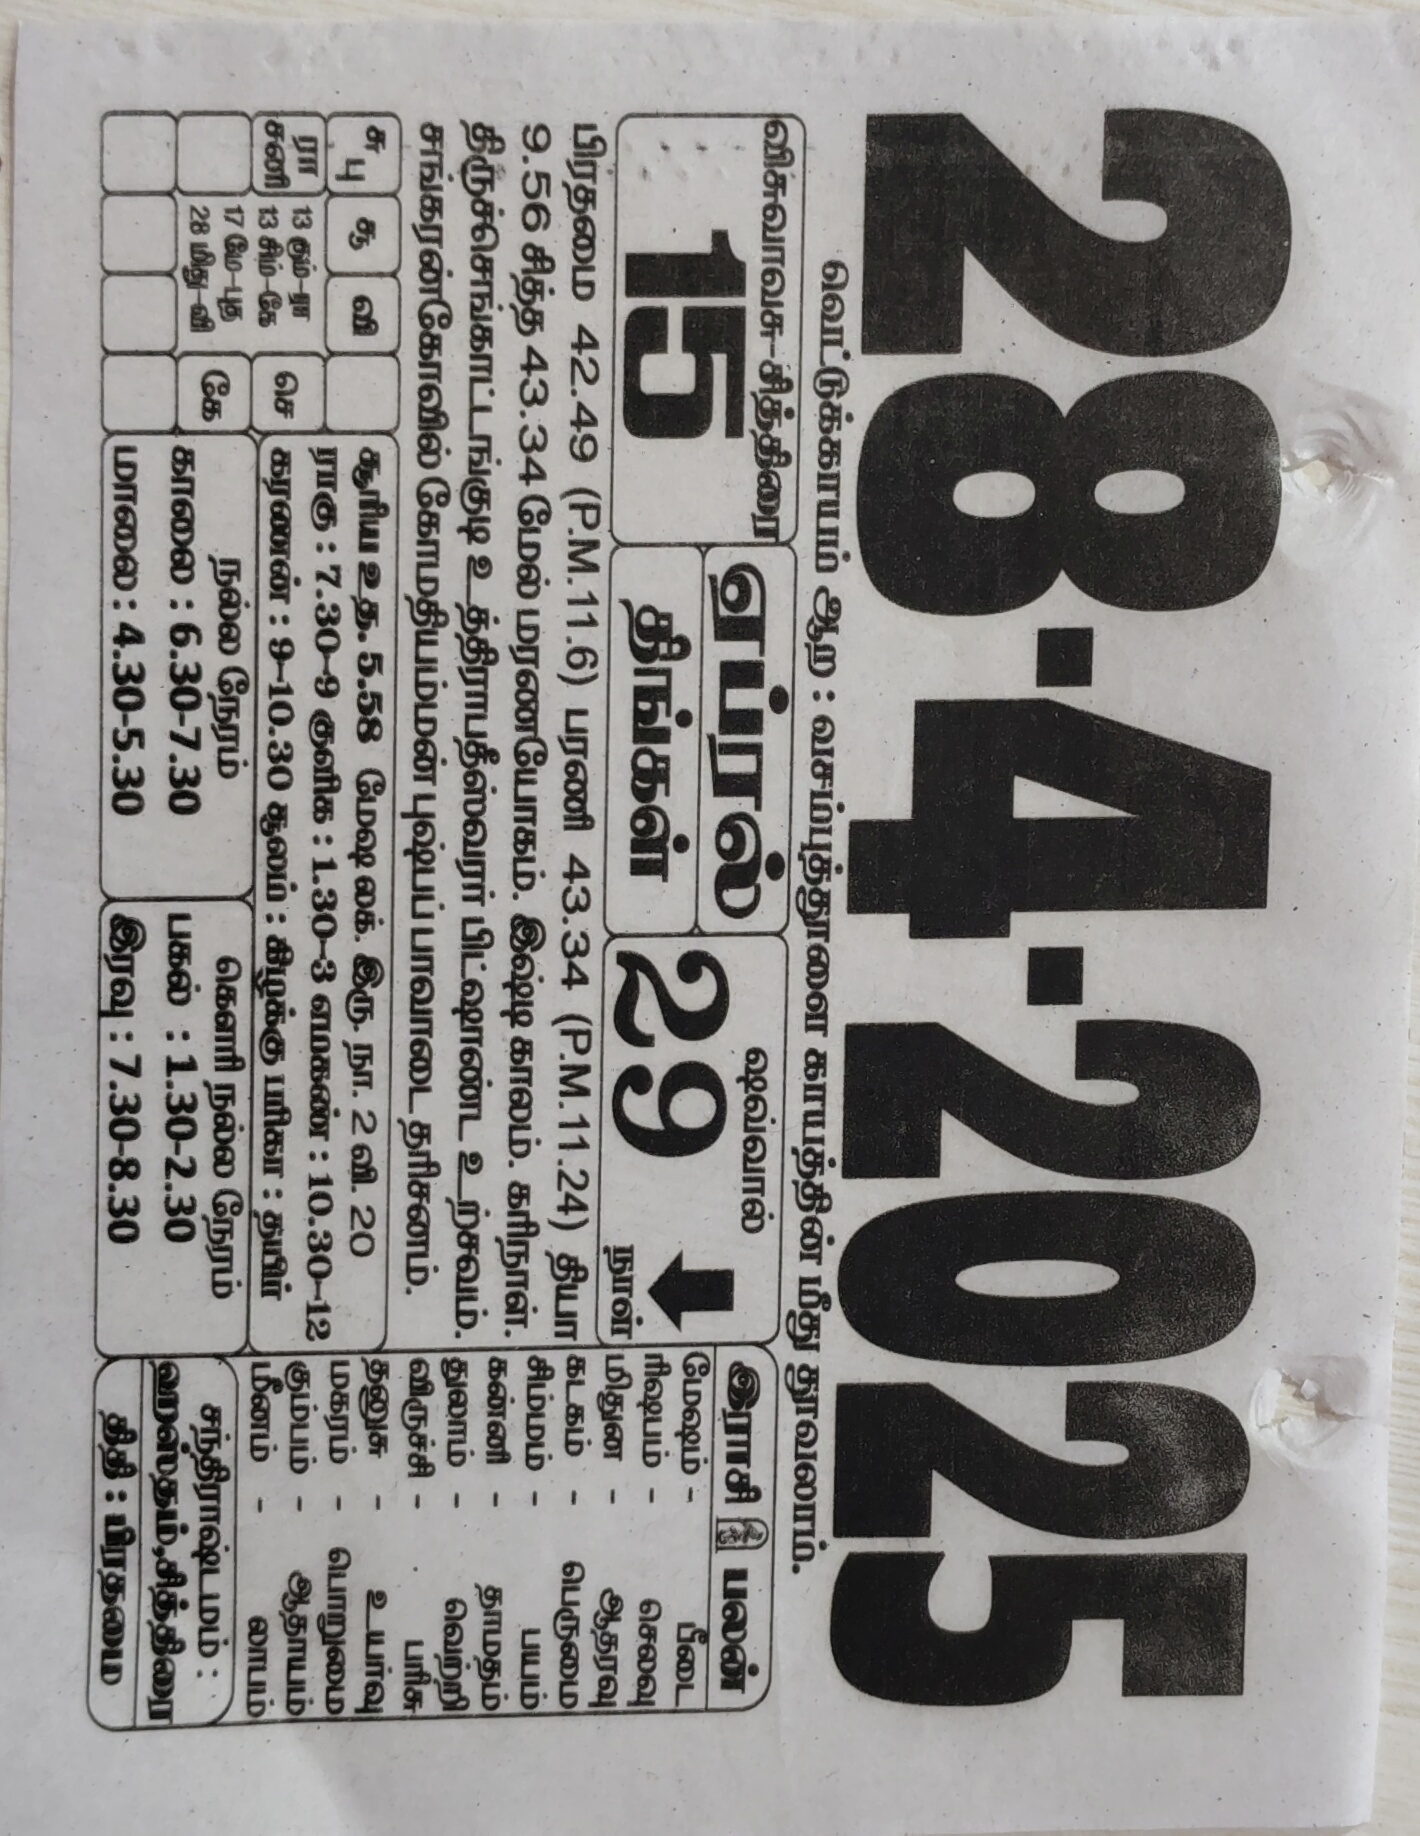 28·4·2025
வெட்டுக்காயம் ஆற : வசம்புத்தூளை காயத்தின் மீது தூவலாம்.
விசுவாவசு-சித்திரை
15
ஏப்ரல்
திங்கள்
ஷவ்வால்
29
நாள்
பிரதமை 42.49 (P.M.11.6) பரணி 43.34 (P.M.11.24) தியா
9.56 சித்த 43.34 மேல் மரணயோகம். இஷ்டி காலம். கரிநாள்.
திருச்செங்காட்டாங்குடி உத்திராபதீஸ்வரர் பிட்ஷாண்ட உற்சவம்.
சங்கரன்கோவில் கோமதியம்மன் புஷ்பப் பாவாடை தரிசனம்.
சு
பு
சூ
வி
ரா
சனி
13 கும்-ரா
13 சிம்-கே
17 மே-புத
28 மிது-வி
செ
கே
சூரிய உத. 5.58 மேஷ லக். இரு. நா. 2 வி. 20
ராகு : 7.30-9 குளிக : 1.30-3 எமகண் : 10.30-12
கரணன் : 9-10.30 சூலம் : கிழக்கு பரிகா : தயிர்
நல்ல நேரம்
காலை : 6.30-7.30
மாலை : 4.30-5.30
கௌரி நல்ல நேரம்
பகல் : 1.30-2.30
இரவு : 7.30-8.30
இராசி பலன்
மேஷம் - பீடை
ரிஷபம் - செலவு
மிதுன - ஆதரவு
கடகம் - பெருமை
சிம்மம் - பயம்
கன்னி - தாமதம்
துலாம் - வெற்றி
விருச்சி - பரிசு
தனுசு - உயர்வு
மகரம் - பொறுமை
கும்பம் - ஆதாயம்
மீனம் - லாபம்
சந்திராஷ்டமம் :
ஹஸ்தம்,சித்திரை
திதி : பிரதமை